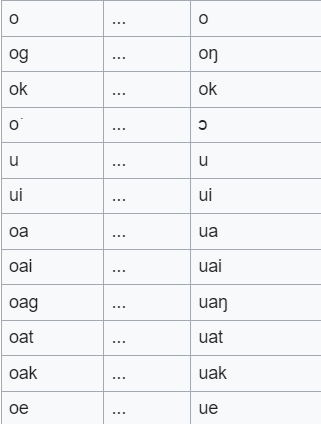 o ... o
og ... oŋ
ok ... ok
o˙ ... ɔ
u ... u
ui ... ui
oa ... ua
oai ... uai
oag ... uaŋ
oat ... uat
oak ... uak
oe ... ue